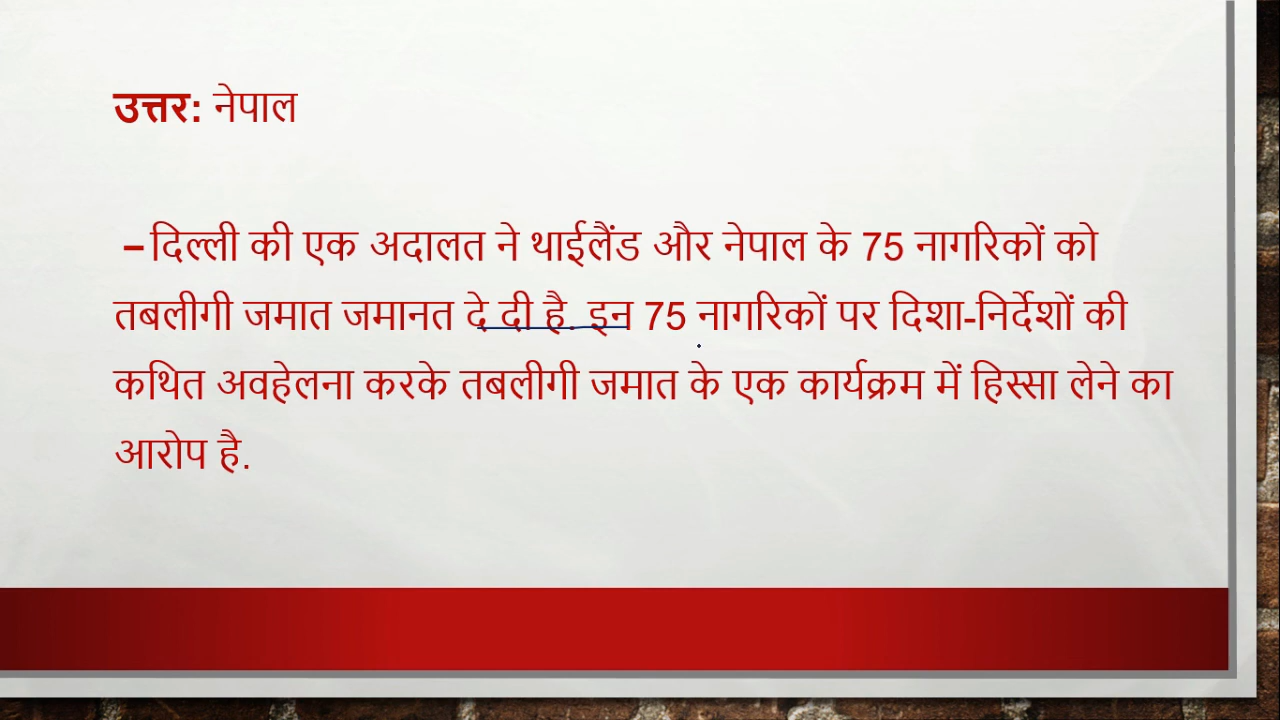 उत्तर: नेपाल
– दिल्ली की एक अदालत ने थाईलैंड और नेपाल के 75 नागरिकों को
तबलीगी जमात जमानत दे दी है. इन 75 नागरिकों पर दिशा-निर्देशों की
कथित अवहेलना करके तबलीगी जमात के एक कार्यक्रम में हिस्सा लेने का
आरोप है.